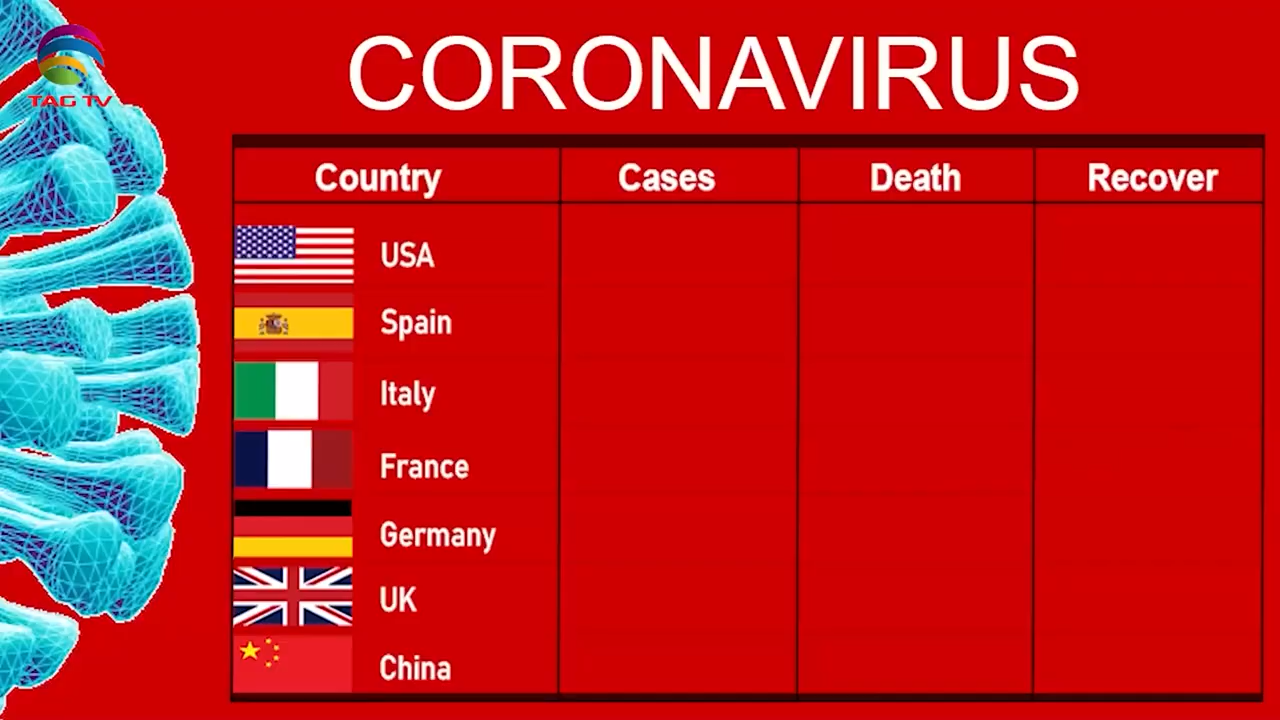 TAG TV
CORONAVIRUS
Country Cases Death Recover
USA
Spain
Italy
France
Germany
UK
China